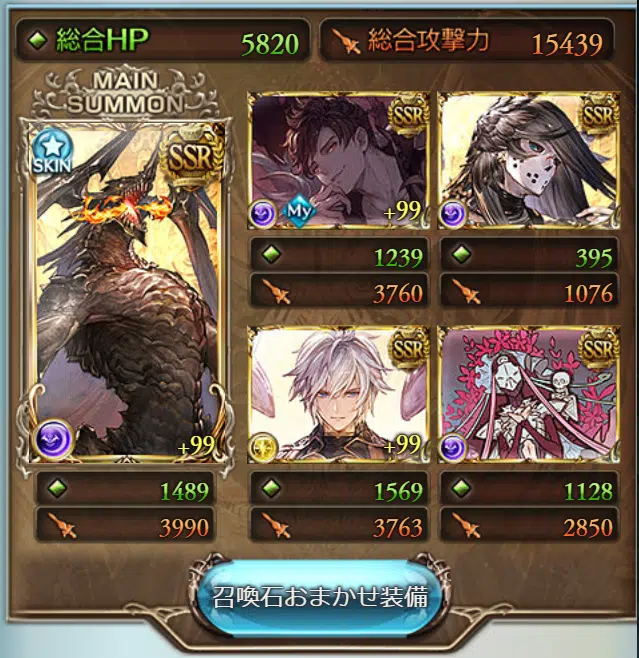 総合HP 5820
総合攻撃力 15439
MAIN
SUMMON
SKIN
SSR
+99
1489
3990
SSR
My
+99
1239
3760
SSR
395
1076
SSR
+99
1569
3763
SSR
1128
2850
召喚石おまかせ装備